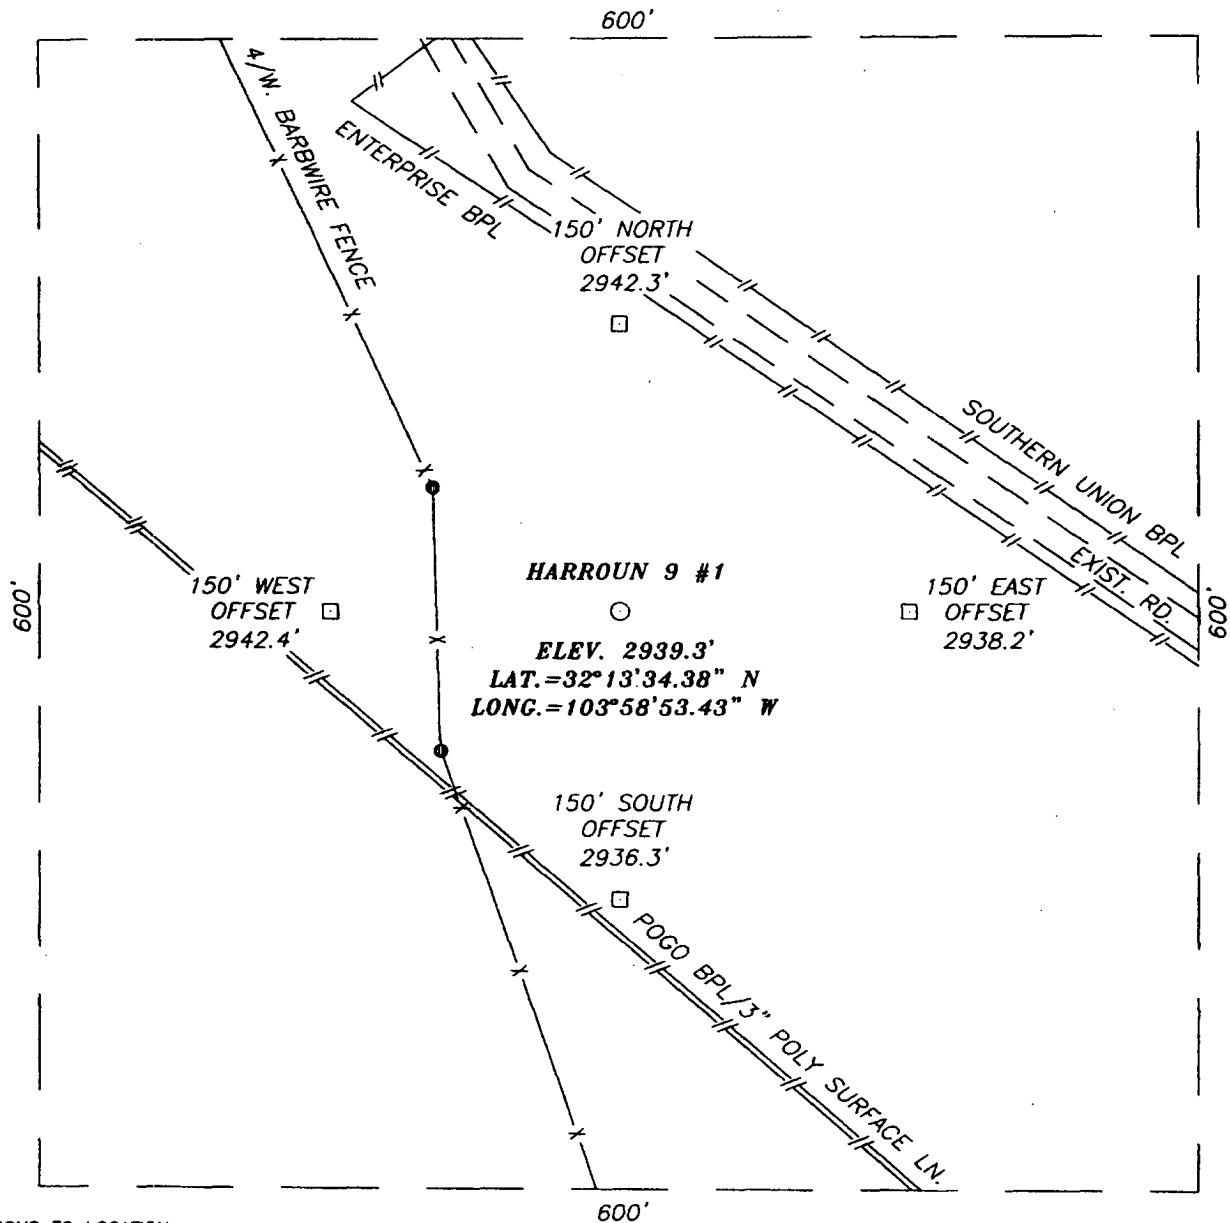 600'
4/W. BARBWIRE FENCE
ENTERPRISE BPL
150' NORTH
OFFSET
2942.3'
SOUTHERN UNION BPL
EXIST. RD.
600'
150' WEST
OFFSET
2942.4'
HARROUN 9 #1
ELEV. 2939.3'
LAT.=32°13'34.38" N
LONG.=103°58'53.43" W
150' EAST
OFFSET
2938.2'
600'
150' SOUTH
OFFSET
2936.3'
POGO BPL/3" POLY SURFACE LN.
600'